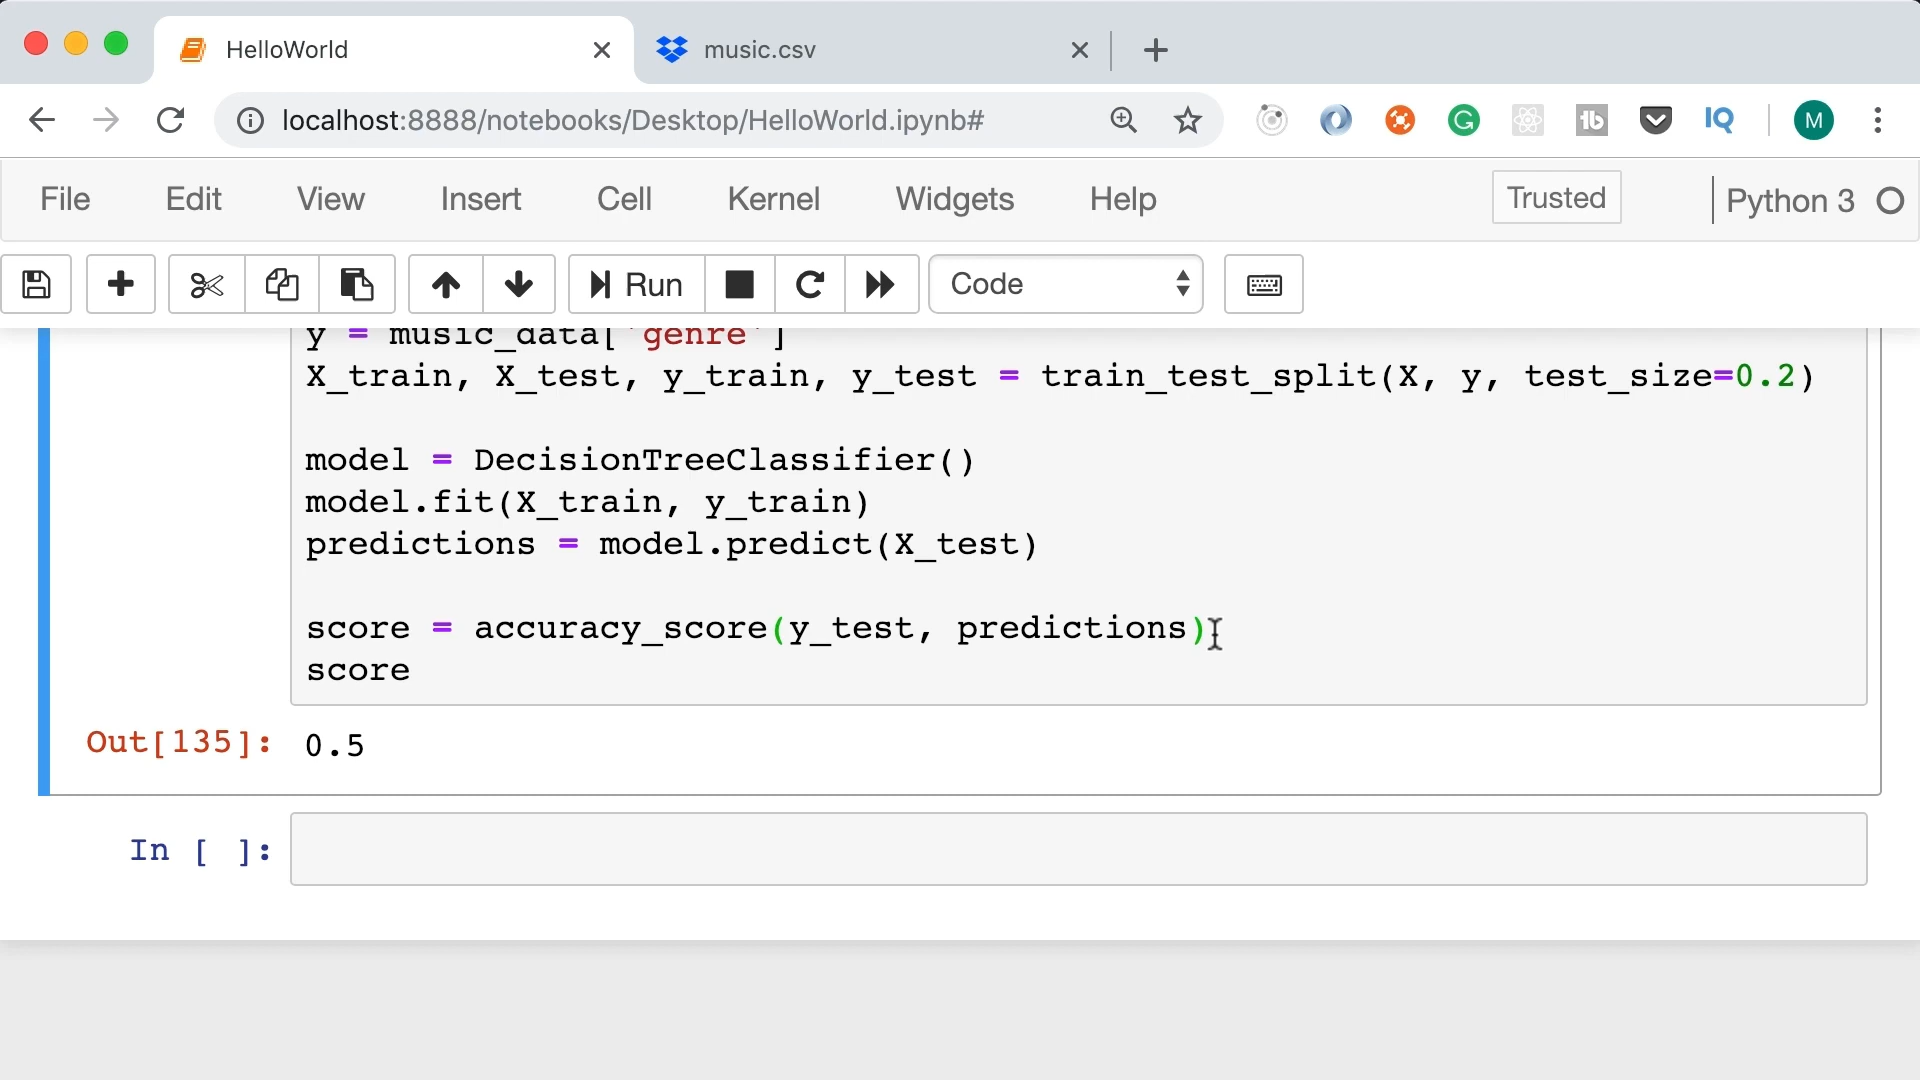 HelloWorld
music.csv
localhost:8888/notebooks/Desktop/HelloWorld.ipynb#
IQ
M
File Edit View Insert Cell Kernel Widgets Help Trusted Python 3
Run Code
y = music_data['genre']
X_train, X_test, y_train, y_test = train_test_split(X, y, test_size=0.2)
model = DecisionTreeClassifier()
model.fit(X_train, y_train)
predictions = model.predict(X_test)
score = accuracy_score(y_test, predictions)
score
Out[135]: 0.5
In [ ]: